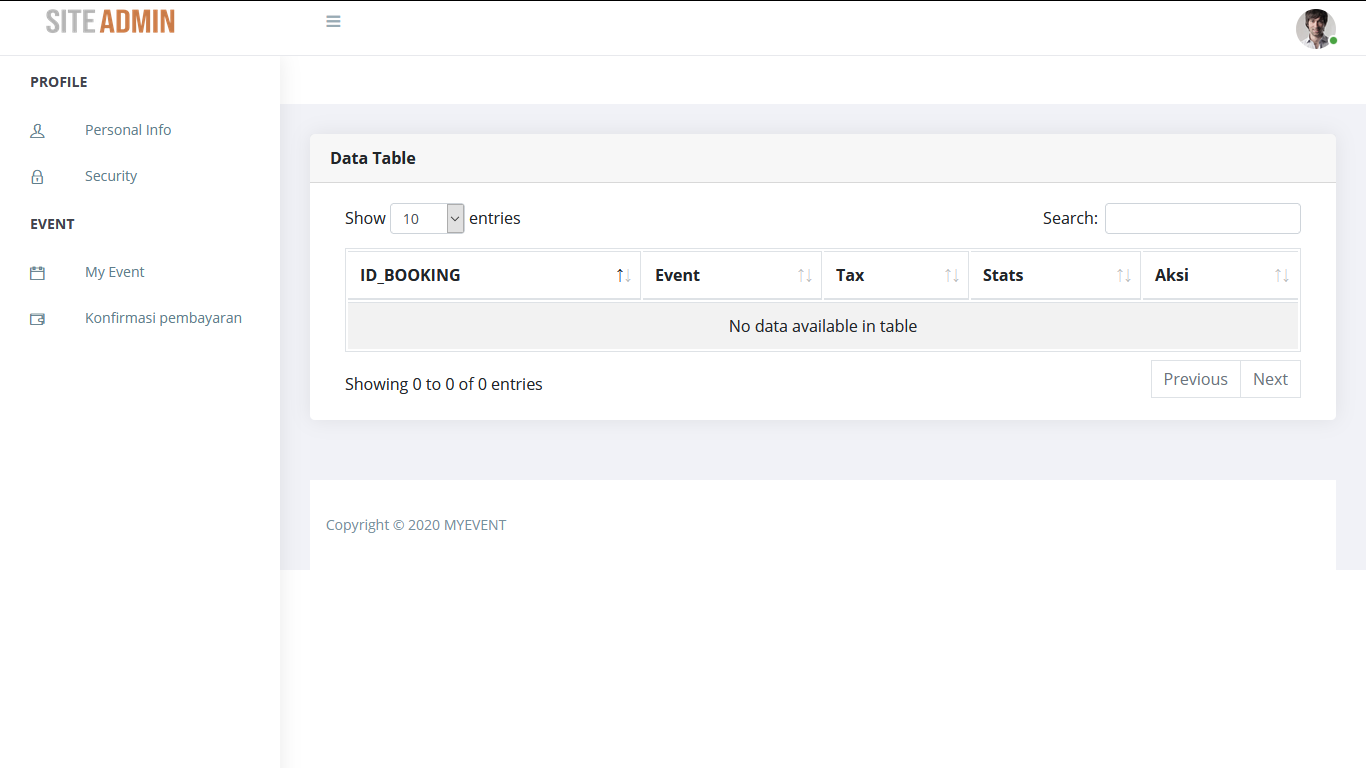 SITE ADMIN
PROFILE
Personal Info
Security
EVENT
My Event
Konfirmasi pembayaran
Data Table
Show 10 entries
Search:
ID_BOOKING Event Tax Stats Aksi
No data available in table
Showing 0 to 0 of 0 entries
Previous Next
Copyright © 2020 MYEVENT